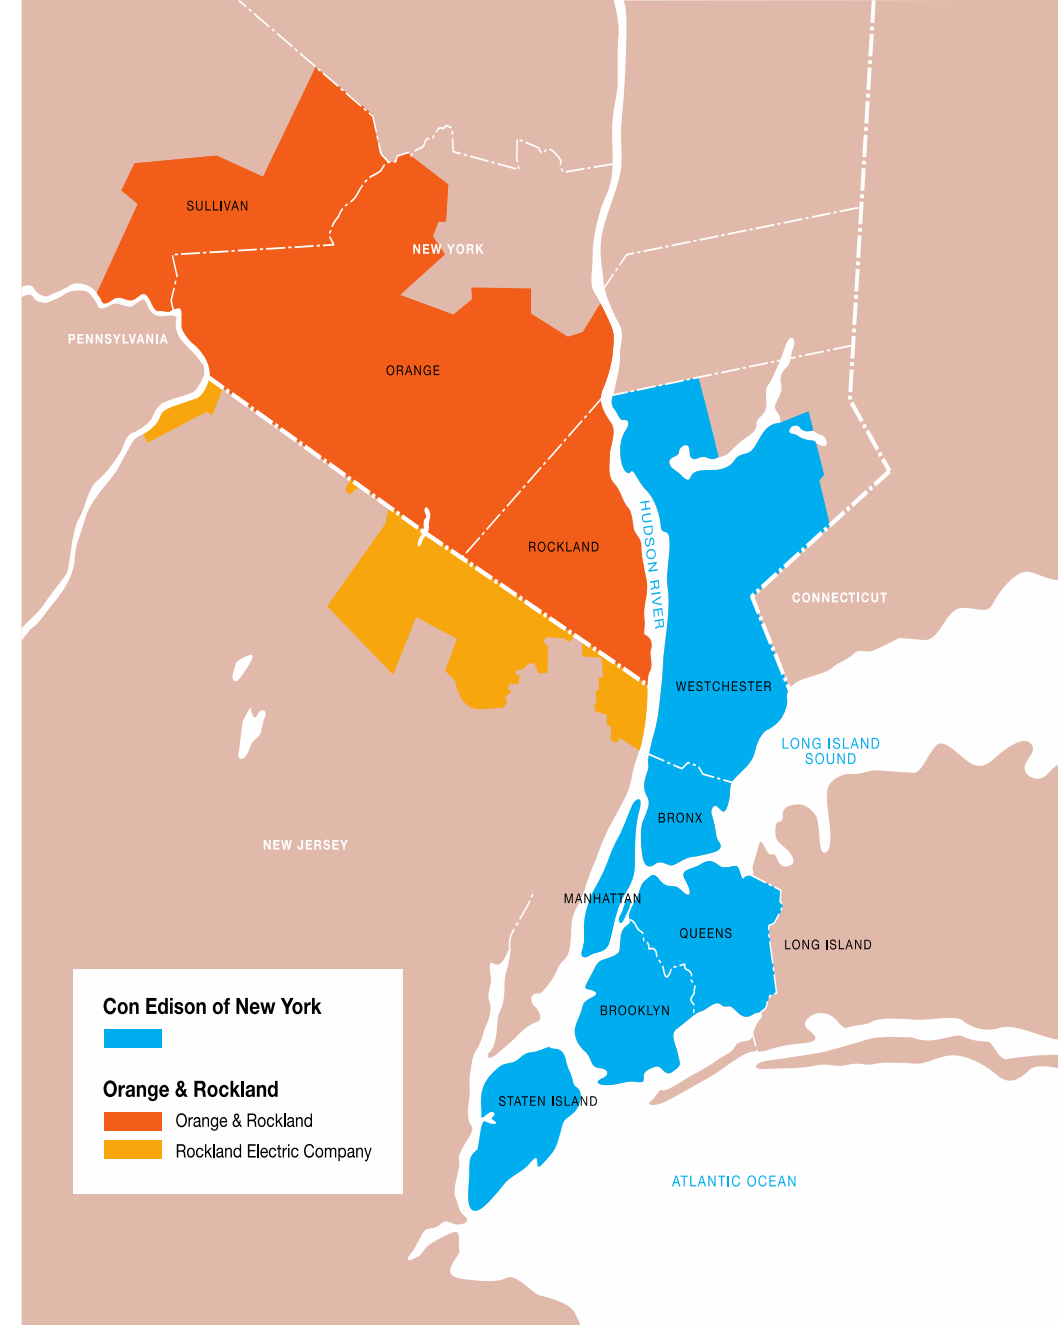 SULLIVAN
NEW YORK
PENNSYLVANIA
ORANGE
HUDSON RIVER
ROCKLAND
CONNECTICUT
WESTCHESTER
LONG ISLAND
SOUND
BRONX
NEW JERSEY
MANHATTAN
QUEENS
LONG ISLAND
BROOKLYN
STATEN ISLAND
ATLANTIC OCEAN
Con Edison of New York
Orange & Rockland
Orange & Rockland
Rockland Electric Company